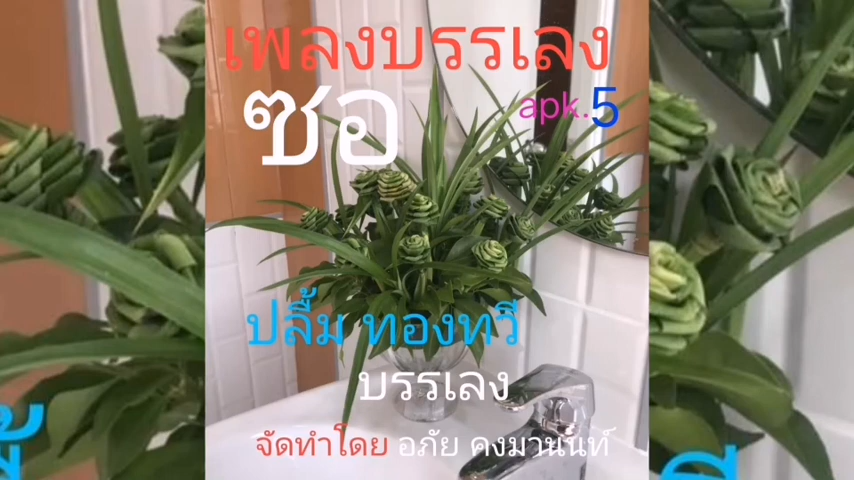 เพลงบรรเลง
ซอ
apk.5
ปลื้ม ทองทวี
บรรเลง
จัดทำโดย อภัย คงมานนท์